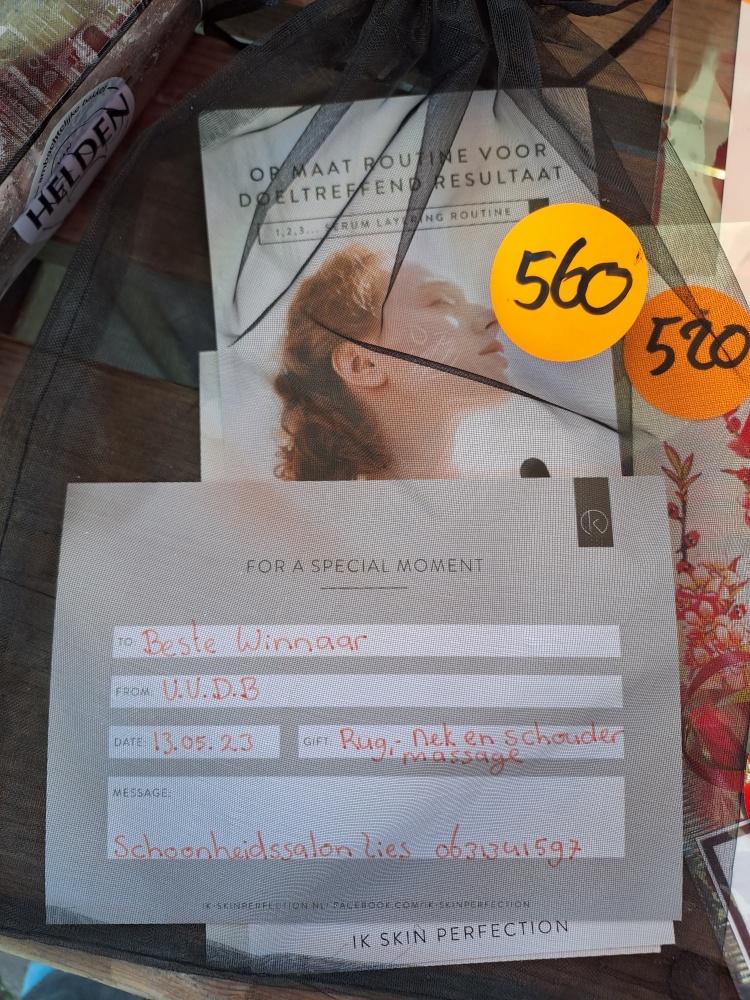 HELDEN
OP MAAT ROUTINE VOOR
DOELTREFFEND RESULTAAT
1,2,3... SERUM LAYERING ROUTINE
560
520
k
FOR A SPECIAL MOMENT
TO: Beste Winnaar
FROM: U.U.D.B
DATE: 13.05.23
GIFT: Rug,- nek en schouder
massage
MESSAGE:
Schoonheidssalon Lies 0631341597
IK-SKINPERFECTION.NL/ FACEBOOK.COM/IK-SKINPERFECTION
IK SKIN PERFECTION